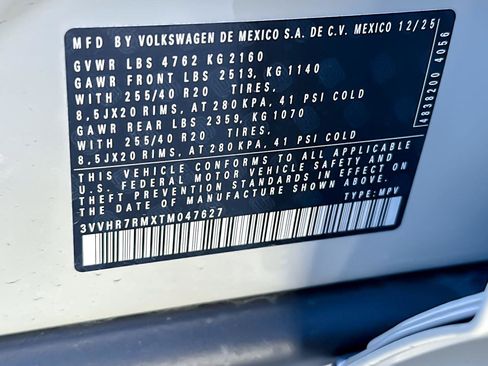 MFD BY VOLKSWAGEN DE MEXICO S.A. DE C.V. MEXICO 12/25
GVWR LBS 4762 KG 2160
GAWR FRONT LBS 2513, KG 1140
WITH 255/40 R20 TIRES,
8,5JX20 RIMS, AT 280 KPA, 41 PSI COLD
GAWR REAR LBS 2359, KG 1070
WITH 255/40 R20 TIRES,
8,5JX20 RIMS, AT 280 KPA, 41 PSI COLD
THIS VEHICLE CONFORMS TO ALL APPLICABLE
U.S. FEDERAL MOTOR VEHICLE SAFETY AND
THEFT PREVENTION STANDARDS IN EFFECT ON
THE DATE OF MANUFACTURE SHOWN ABOVE.
3VVHR7RMXTM047627
TYPE: MPV
4838200 4056